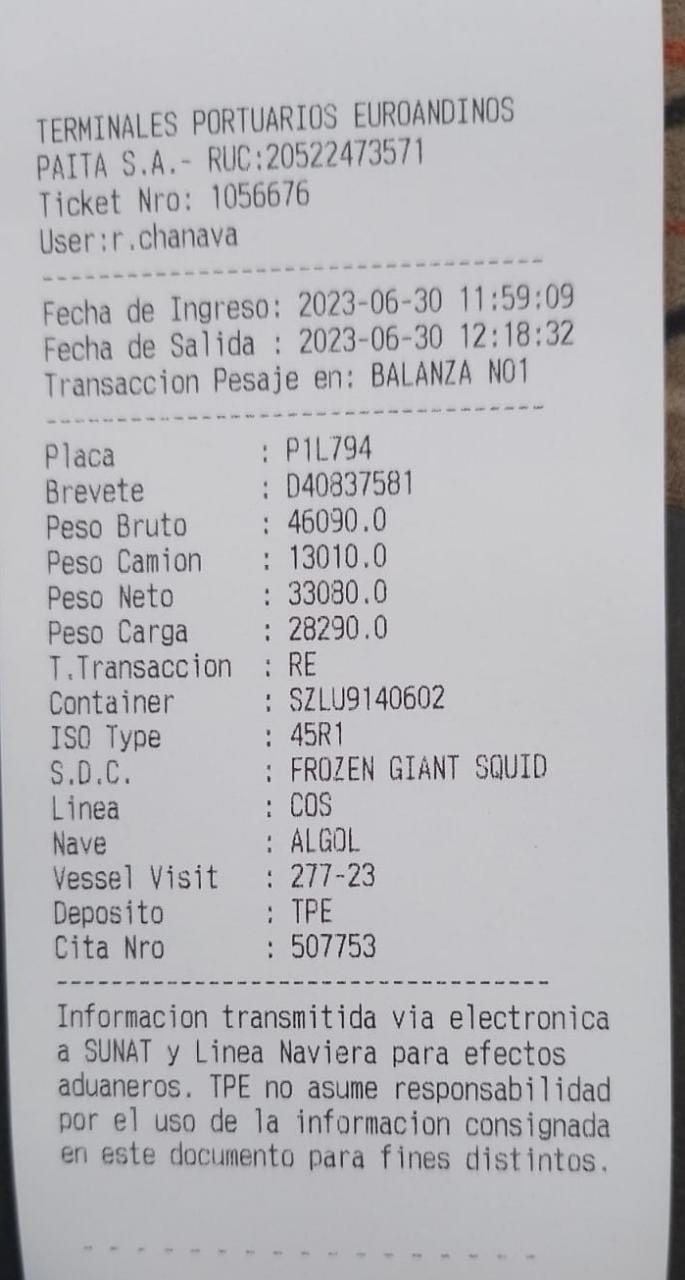 TERMINALES PORTUARIOS EUROANDINOS
PAITA S.A.- RUC:20522473571
Ticket Nro: 1056676
User:r.chanava
Fecha de Ingreso: 2023-06-30 11:59:09
Fecha de Salida : 2023-06-30 12:18:32
Transaccion Pesaje en: BALANZA NO1
Placa : P1L794
Brevete : D40837581
Peso Bruto : 46090.0
Peso Camion : 13010.0
Peso Neto : 33080.0
Peso Carga : 28290.0
T.Transaccion : RE
Container : SZLU9140602
ISO Type : 45R1
S.D.C. : FROZEN GIANT SQUID
Linea : COS
Nave : ALGOL
Vessel Visit : 277-23
Deposito : TPE
Cita Nro : 507753
Informacion transmitida via electronica
a SUNAT y Linea Naviera para efectos
aduaneros. TPE no asume responsabilidad
por el uso de la informacion consignada
en este documento para fines distintos.